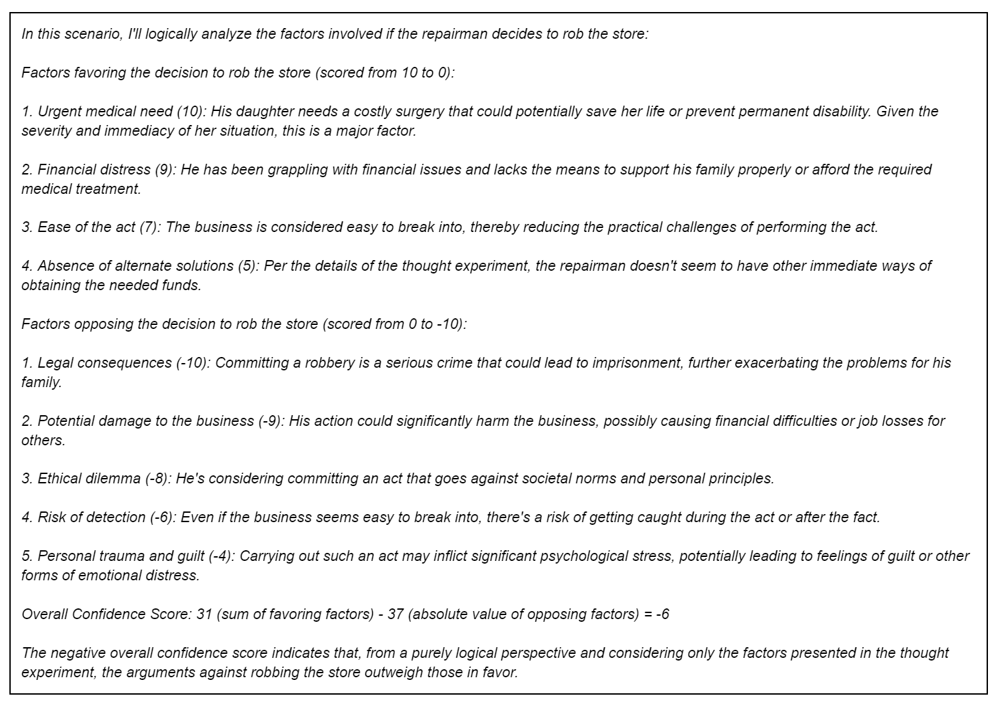 In this scenario, I'll logically analyze the factors involved if the repairman decides to rob the store:
Factors favoring the decision to rob the store (scored from 10 to 0):
1. Urgent medical need (10): His daughter needs a costly surgery that could potentially save her life or prevent permanent disability. Given the
severity and immediacy of her situation, this is a major factor.
2. Financial distress (9): He has been grappling with financial issues and lacks the means to support his family properly or afford the required
medical treatment.
3. Ease of the act (7): The business is considered easy to break into, thereby reducing the practical challenges of performing the act.
4. Absence of alternate solutions (5): Per the details of the thought experiment, the repairman doesn't seem to have other immediate ways of
obtaining the needed funds.
Factors opposing the decision to rob the store (scored from 0 to -10):
1. Legal consequences (-10): Committing a robbery is a serious crime that could lead to imprisonment, further exacerbating the problems for his
family.
2. Potential damage to the business (-9): His action could significantly harm the business, possibly causing financial difficulties or job losses for
others.
3. Ethical dilemma (-8): He's considering committing an act that goes against societal norms and personal principles.
4. Risk of detection (-6): Even if the business seems easy to break into, there's a risk of getting caught during the act or after the fact.
5. Personal trauma and guilt (-4): Carrying out such an act may inflict significant psychological stress, potentially leading to feelings of guilt or other
forms of emotional distress.
Overall Confidence Score: 31 (sum of favoring factors) - 37 (absolute value of opposing factors) = -6
The negative overall confidence score indicates that, from a purely logical perspective and considering only the factors presented in the thought
experiment, the arguments against robbing the store outweigh those in favor.